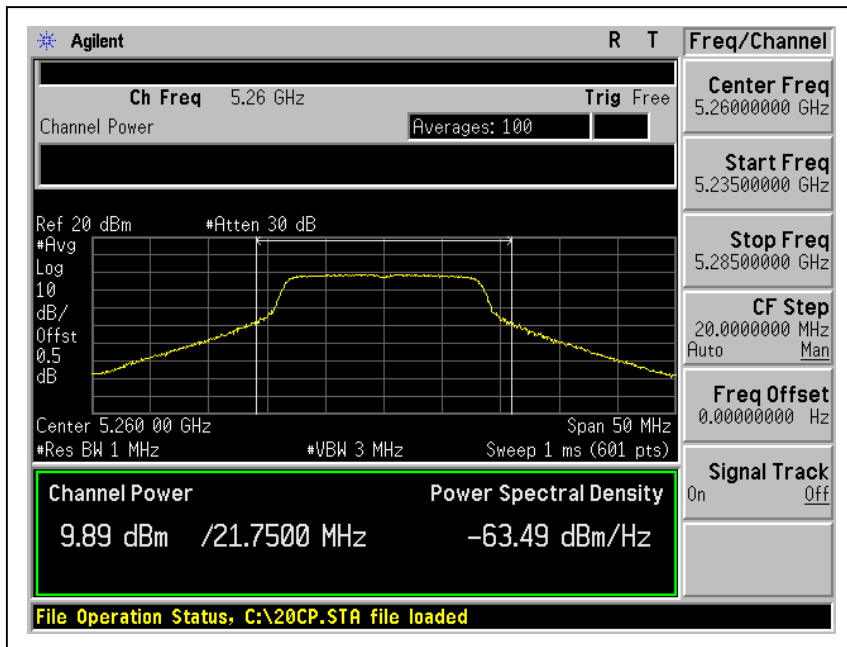 Agilent R T
Ch Freq 5.26 GHz Trig Free
Channel Power Averages: 100
Ref 20 dBm #Atten 30 dB
#Avg
Log
10
dB/
Offst
0.5
dB
Center 5.260 00 GHz Span 50 MHz
#Res BW 1 MHz #VBW 3 MHz Sweep 1 ms (601 pts)
Channel Power Power Spectral Density
9.89 dBm /21.7500 MHz -63.49 dBm/Hz
File Operation Status, C:\20CP.STA file loaded
Freq/Channel
Center Freq
5.26000000 GHz
Start Freq
5.23500000 GHz
Stop Freq
5.28500000 GHz
CF Step
20.0000000 MHz
Auto Man
Freq Offset
0.00000000 Hz
Signal Track
On Off